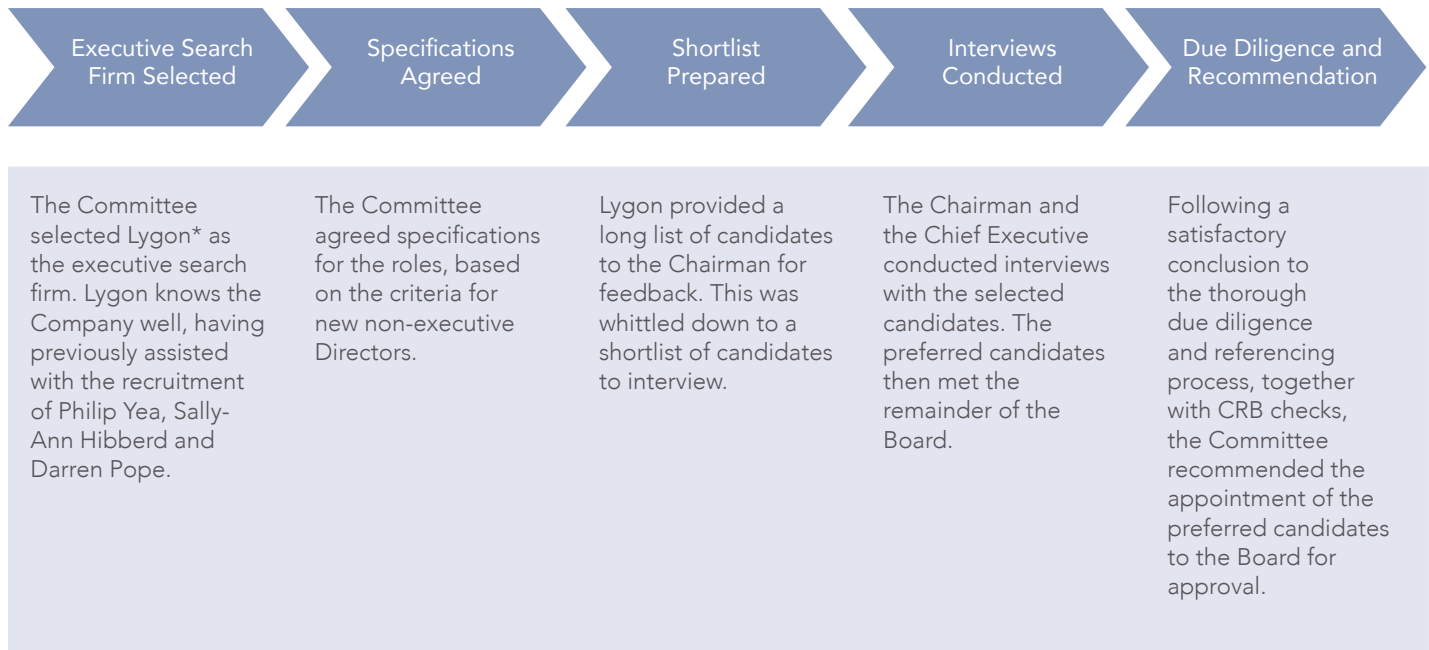 Executive Search
Firm Selected
Specifications
Agreed
Shortlist
Prepared
Interviews
Conducted
Due Diligence and
Recommendation
The Committee
selected Lygon* as
the executive search
firm. Lygon knows the
Company well, having
previously assisted
with the recruitment
of Philip Yea, Sally-
Ann Hibberd and
Darren Pope.
The Committee
agreed specifications
for the roles, based
on the criteria for
new non-executive
Directors.
Lygon provided a
long list of candidates
to the Chairman for
feedback. This was
whittled down to a
shortlist of candidates
to interview.
The Chairman and
the Chief Executive
conducted interviews
with the selected
candidates. The
preferred candidates
then met the
remainder of the
Board.
Following a
satisfactory
conclusion to
the thorough
due diligence
and referencing
process, together
with CRB checks,
the Committee
recommended the
appointment of the
preferred candidates
to the Board for
approval.